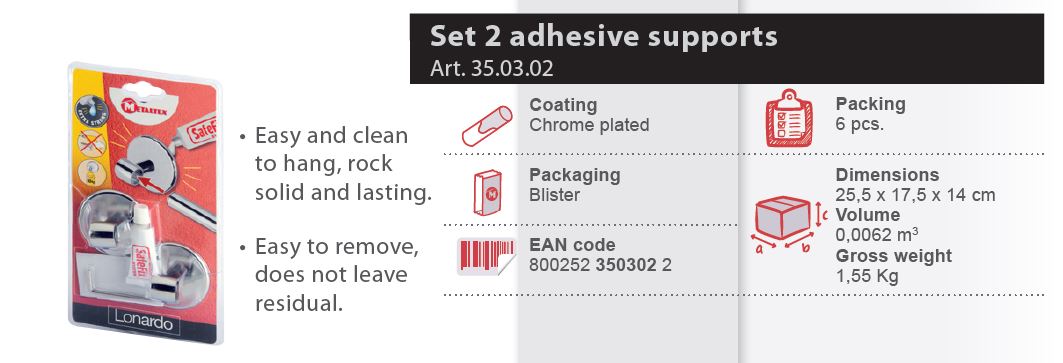 Set 2 adhesive supports
Art. 35.03.02
METALTEX
EXTRA STRONG
SafeFix
SafeFix
Lonardo
• Easy and clean
to hang, rock
solid and lasting.
• Easy to remove,
does not leave
residual.
Coating
Chrome plated
Packaging
Blister
M
EAN code
800252 350302 2
Packing
6 pcs.
Dimensions
25,5 x 17,5 x 14 cm
Volume
0,0062 m³
Gross weight
1,55 Kg
a
b
c